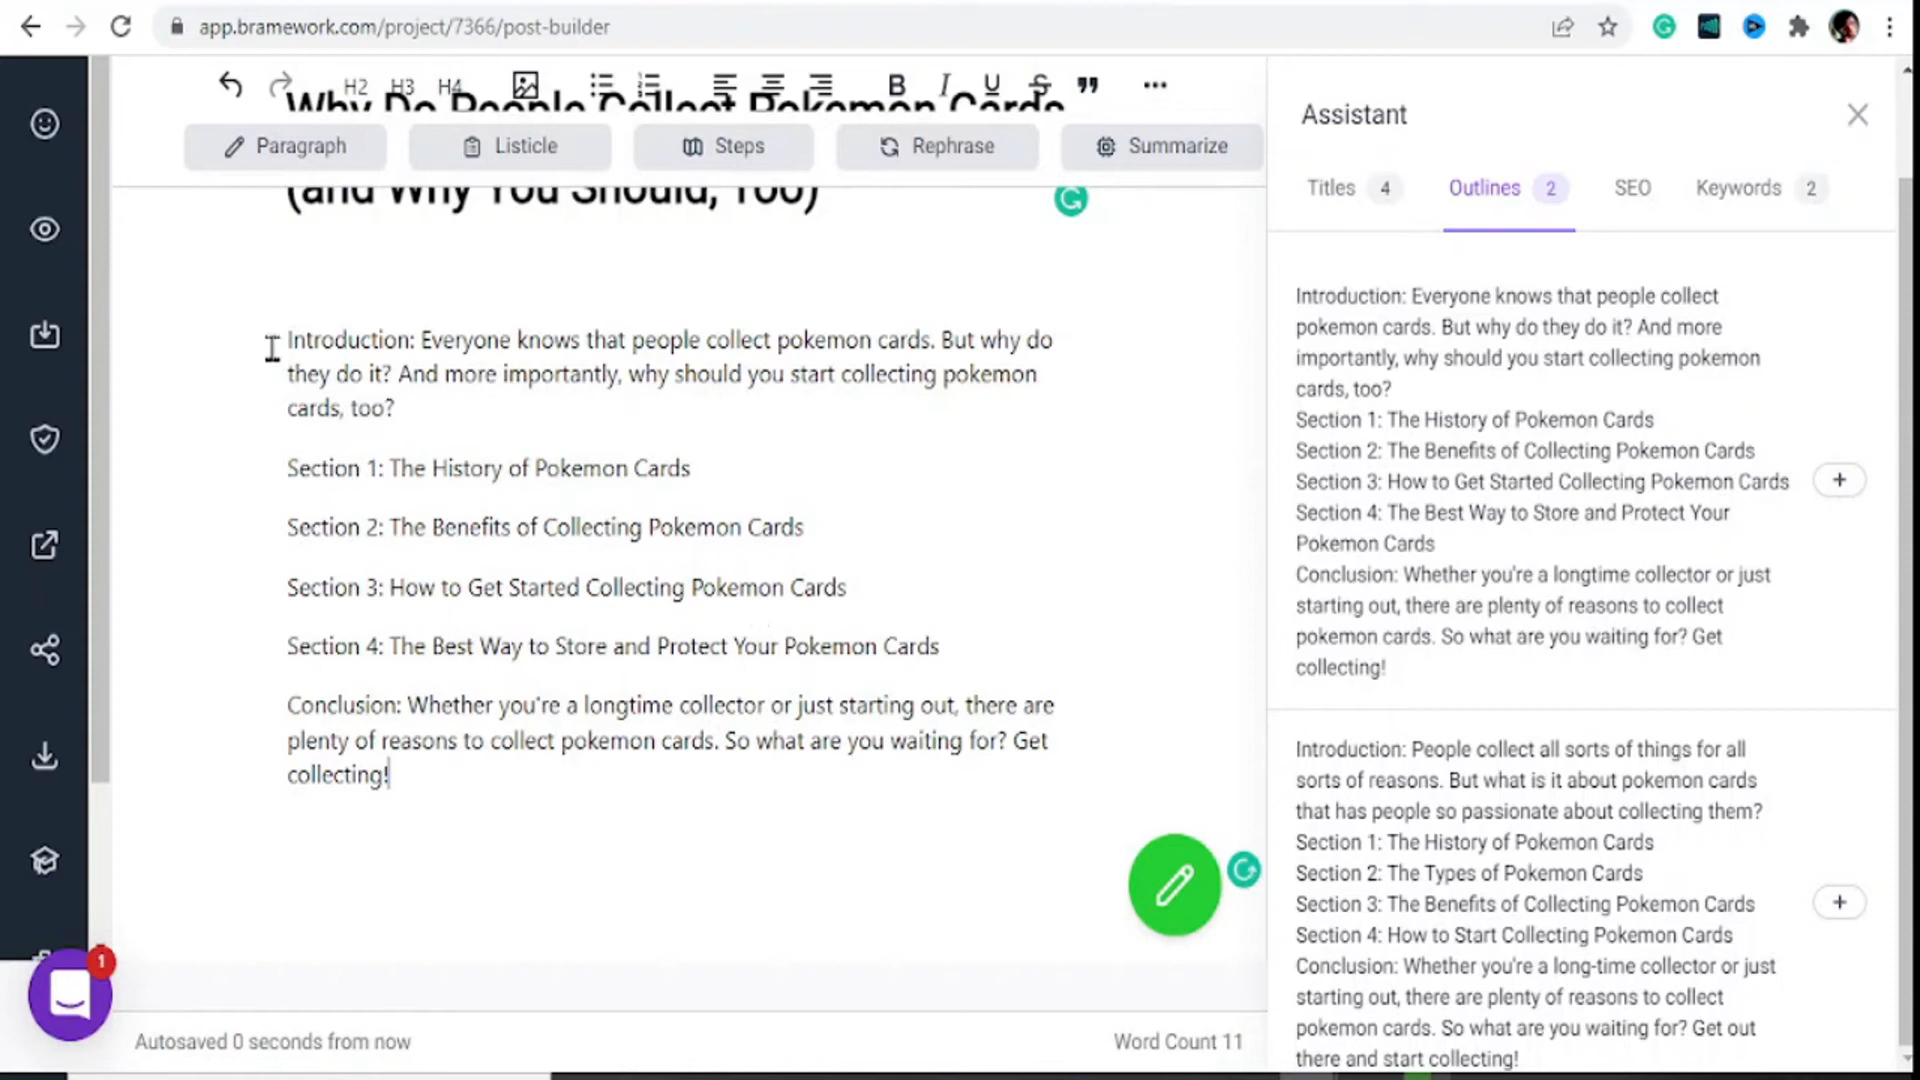 app.bramework.com/project/7366/post-builder
H2 H3 H4 B I U S
Why Do People Collect Pokemon Cards
Paragraph Listicle Steps Rephrase Summarize
(and Why You Should, Too)
Introduction: Everyone knows that people collect pokemon cards. But why do
they do it? And more importantly, why should you start collecting pokemon
cards, too?
Section 1: The History of Pokemon Cards
Section 2: The Benefits of Collecting Pokemon Cards
Section 3: How to Get Started Collecting Pokemon Cards
Section 4: The Best Way to Store and Protect Your Pokemon Cards
Conclusion: Whether you're a longtime collector or just starting out, there are
plenty of reasons to collect pokemon cards. So what are you waiting for? Get
collecting!
1
Autosaved 0 seconds from now
Word Count 11
Assistant
Titles 4 Outlines 2 SEO Keywords 2
Introduction: Everyone knows that people collect
pokemon cards. But why do they do it? And more
importantly, why should you start collecting pokemon
cards, too?
Section 1: The History of Pokemon Cards
Section 2: The Benefits of Collecting Pokemon Cards
Section 3: How to Get Started Collecting Pokemon Cards
Section 4: The Best Way to Store and Protect Your
Pokemon Cards
Conclusion: Whether you're a longtime collector or just
starting out, there are plenty of reasons to collect
pokemon cards. So what are you waiting for? Get
collecting!
Introduction: People collect all sorts of things for all
sorts of reasons. But what is it about pokemon cards
that has people so passionate about collecting them?
Section 1: The History of Pokemon Cards
Section 2: The Types of Pokemon Cards
Section 3: The Benefits of Collecting Pokemon Cards
Section 4: How to Start Collecting Pokemon Cards
Conclusion: Whether you're a long-time collector or just
starting out, there are plenty of reasons to collect
pokemon cards. So what are you waiting for? Get out
there and start collecting!